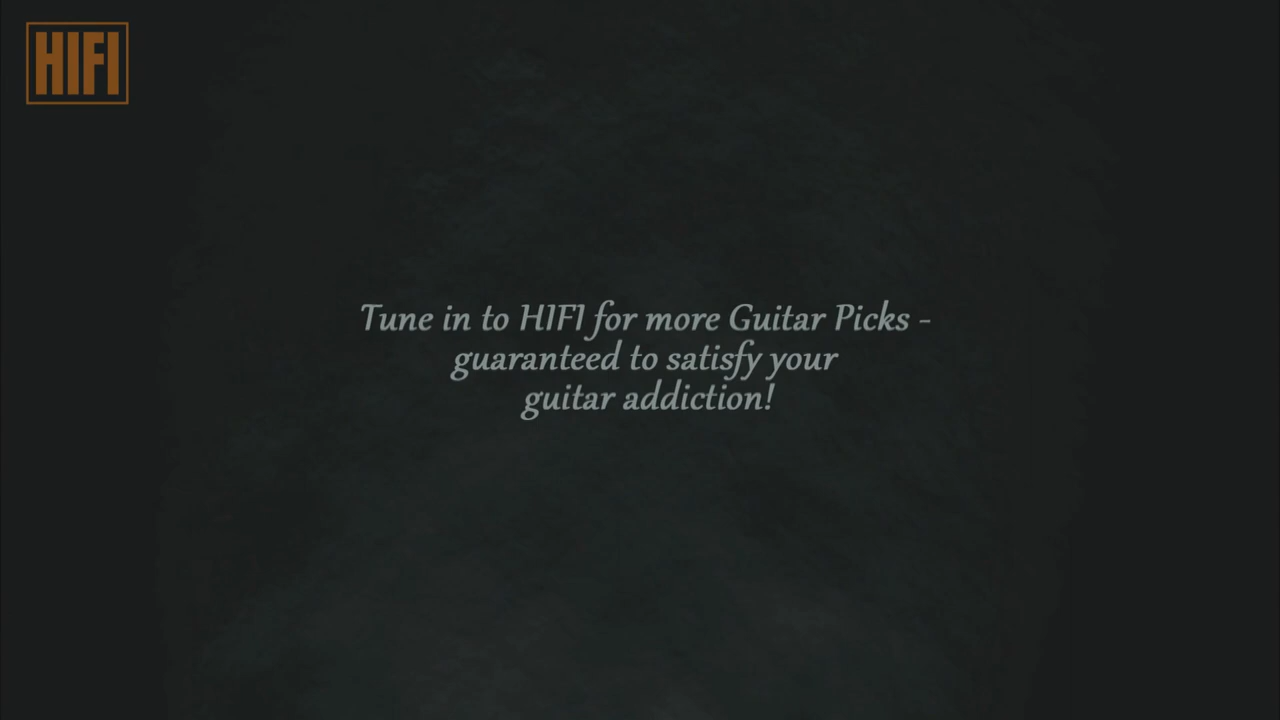 HIFI
Tune in to HIFI for more Guitar Picks -
guaranteed to satisfy your
guitar addiction!